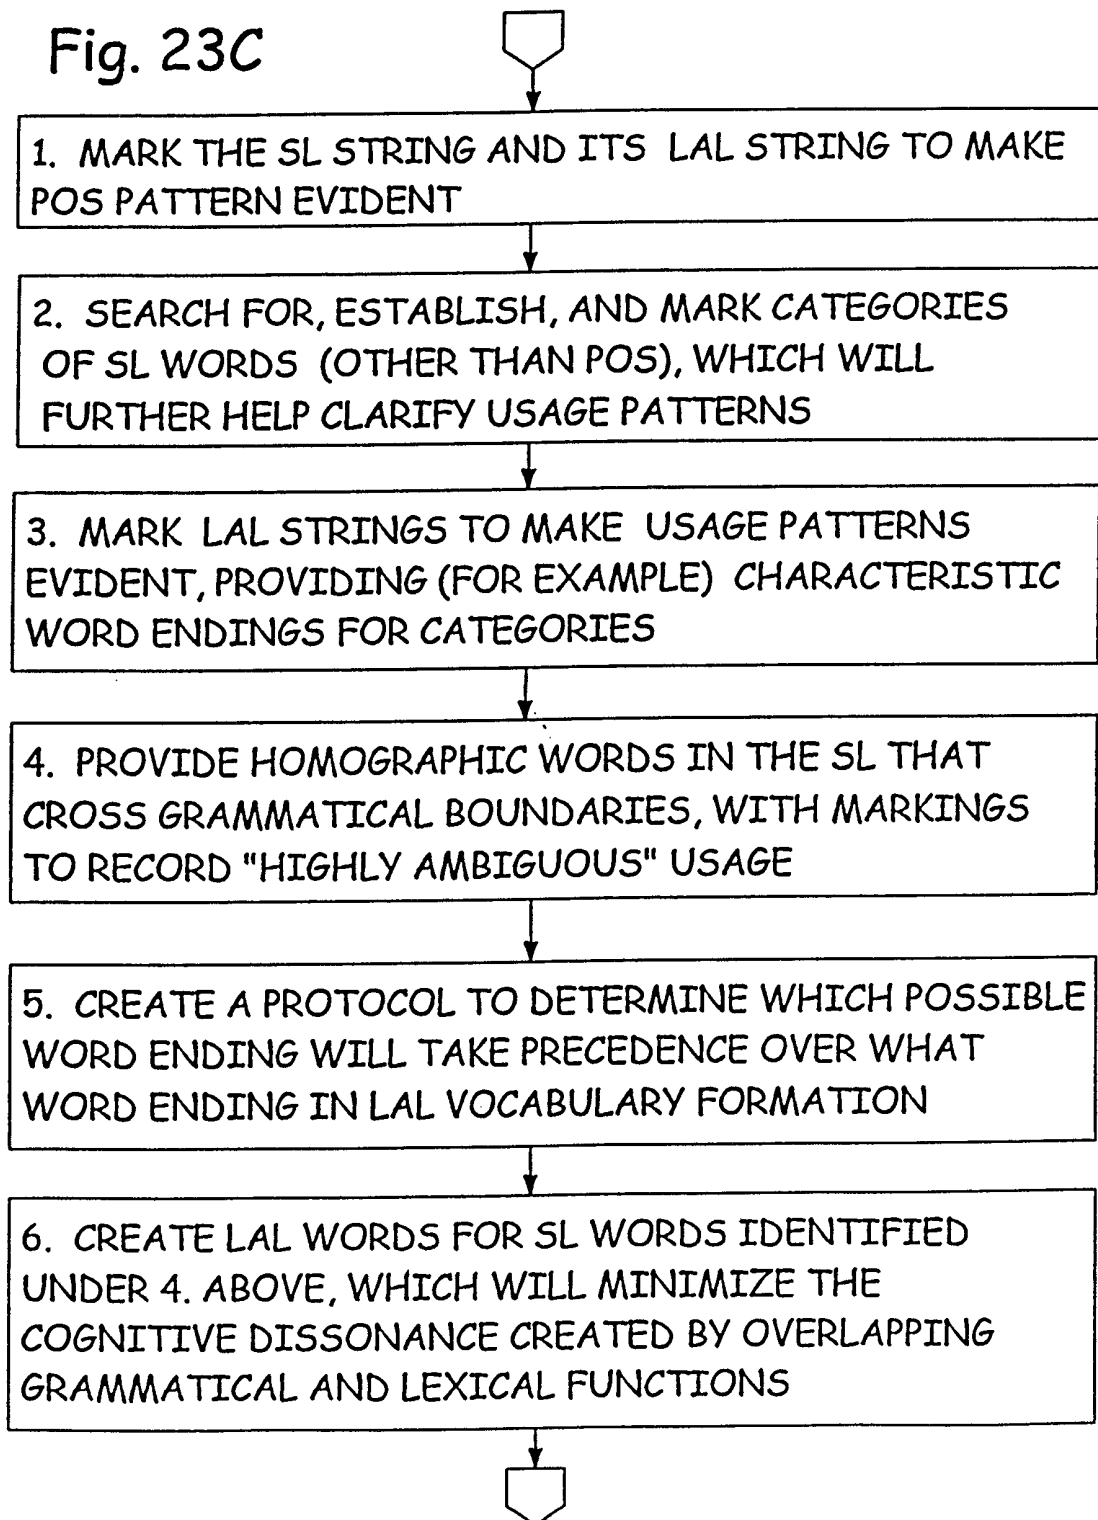 Fig. 23C
1. MARK THE SL STRING AND ITS LAL STRING TO MAKE
POS PATTERN EVIDENT
2. SEARCH FOR, ESTABLISH, AND MARK CATEGORIES
OF SL WORDS (OTHER THAN POS), WHICH WILL
FURTHER HELP CLARIFY USAGE PATTERNS
3. MARK LAL STRINGS TO MAKE USAGE PATTERNS
EVIDENT, PROVIDING (FOR EXAMPLE) CHARACTERISTIC
WORD ENDINGS FOR CATEGORIES
4. PROVIDE HOMOGRAPHIC WORDS IN THE SL THAT
CROSS GRAMMATICAL BOUNDARIES, WITH MARKINGS
TO RECORD "HIGHLY AMBIGUOUS" USAGE
5. CREATE A PROTOCOL TO DETERMINE WHICH POSSIBLE
WORD ENDING WILL TAKE PRECEDENCE OVER WHAT
WORD ENDING IN LAL VOCABULARY FORMATION
6. CREATE LAL WORDS FOR SL WORDS IDENTIFIED
UNDER 4. ABOVE, WHICH WILL MINIMIZE THE
COGNITIVE DISSONANCE CREATED BY OVERLAPPING
GRAMMATICAL AND LEXICAL FUNCTIONS